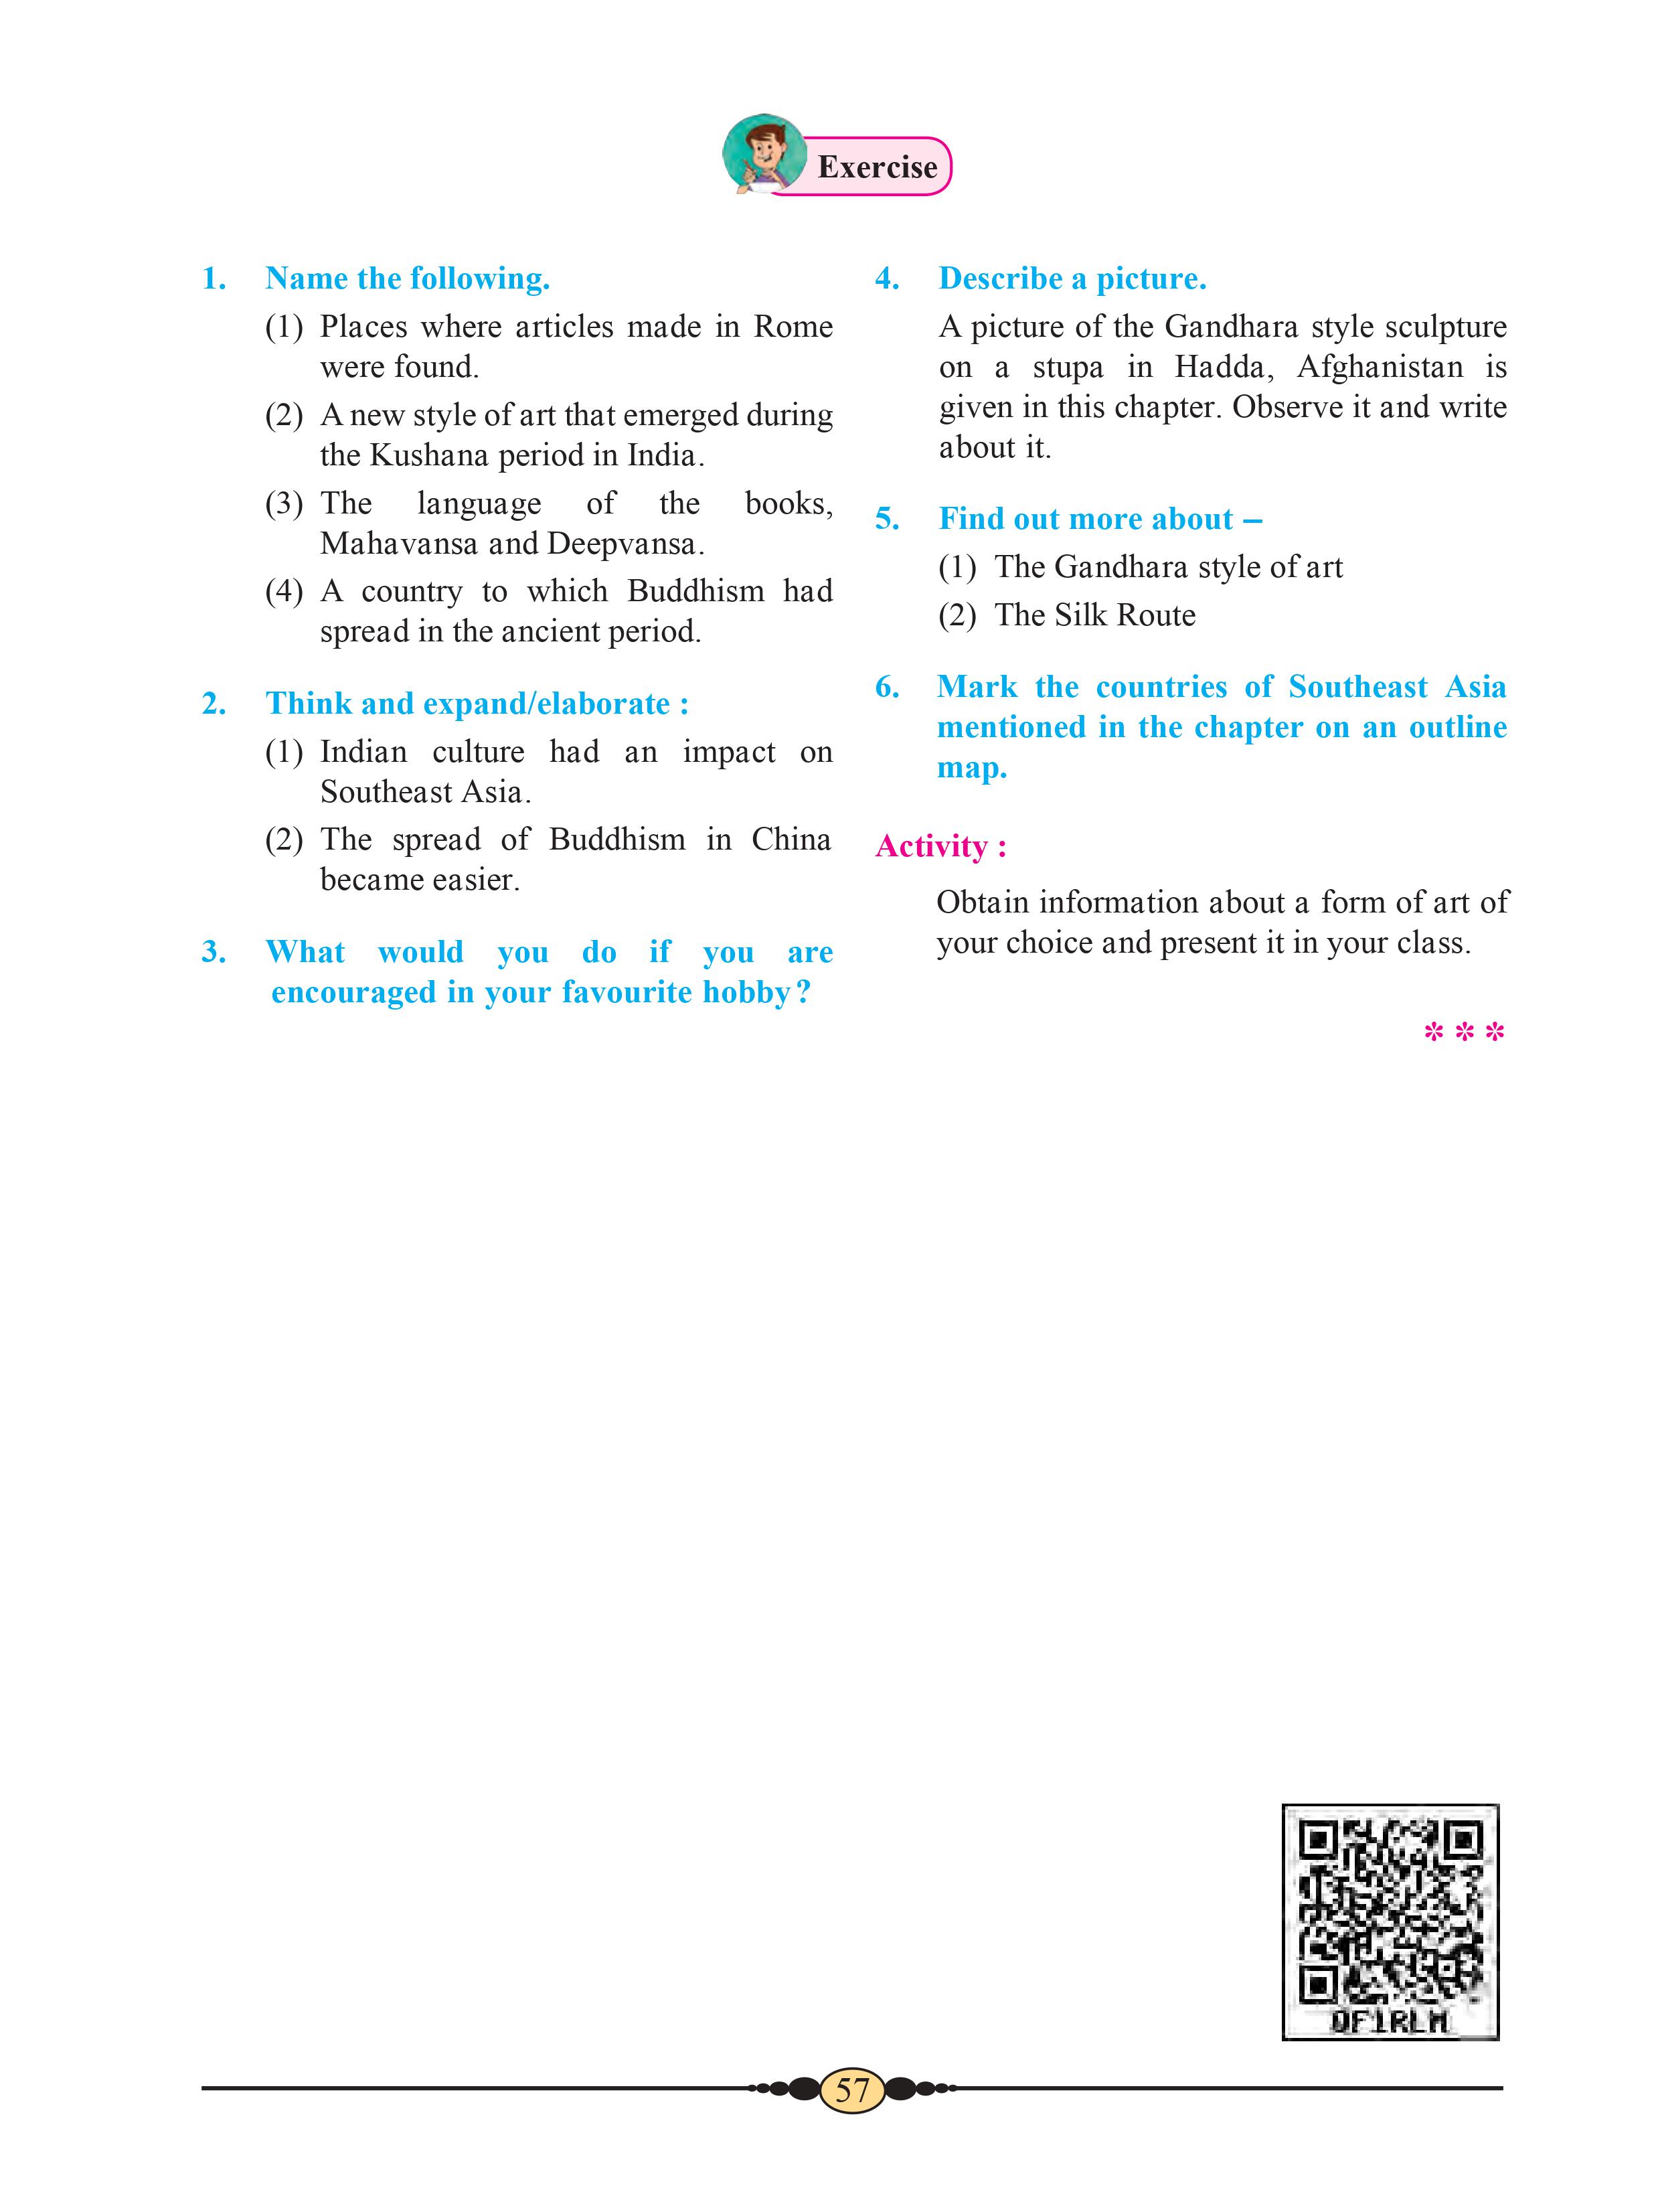 Exercise
1. Name the following.
(1) Places where articles made in Rome
were found.
(2) A new style of art that emerged during
the Kushana period in India.
(3) The language of the books,
Mahavansa and Deepvansa.
(4) A country to which Buddhism had
spread in the ancient period.
2. Think and expand/elaborate :
(1) Indian culture had an impact on
Southeast Asia.
(2) The spread of Buddhism in China
became easier.
3. What would you do if you are
encouraged in your favourite hobby ?
4. Describe a picture.
A picture of the Gandhara style sculpture
on a stupa in Hadda, Afghanistan is
given in this chapter. Observe it and write
about it.
5. Find out more about –
(1) The Gandhara style of art
(2) The Silk Route
6. Mark the countries of Southeast Asia
mentioned in the chapter on an outline
map.
Activity :
Obtain information about a form of art of
your choice and present it in your class.
* * *
57